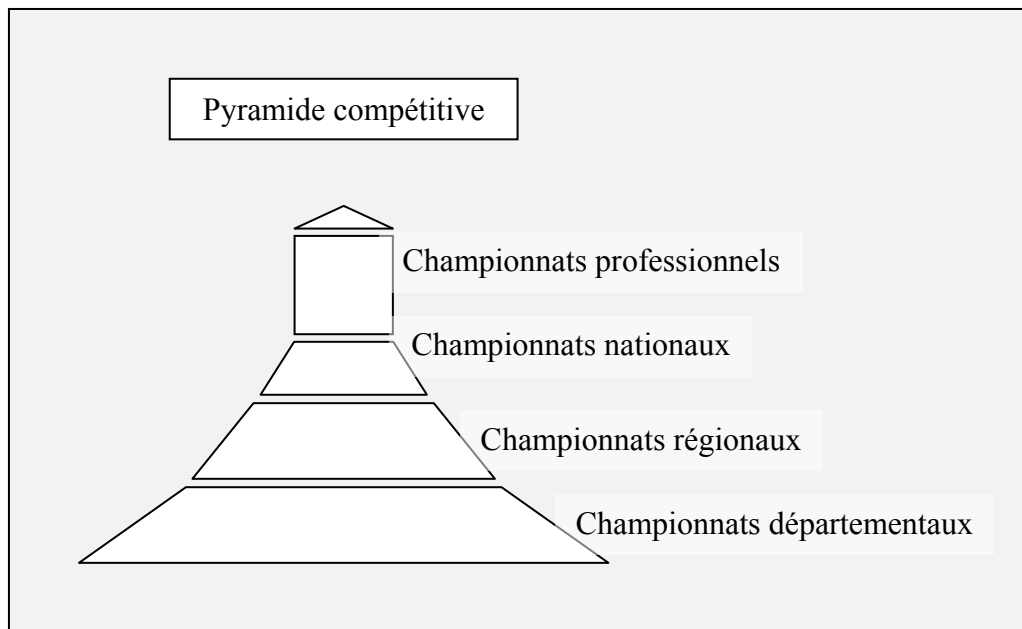 Pyramide compétitive
Championnats professionnels
Championnats nationaux
Championnats régionaux
Championnats départementaux